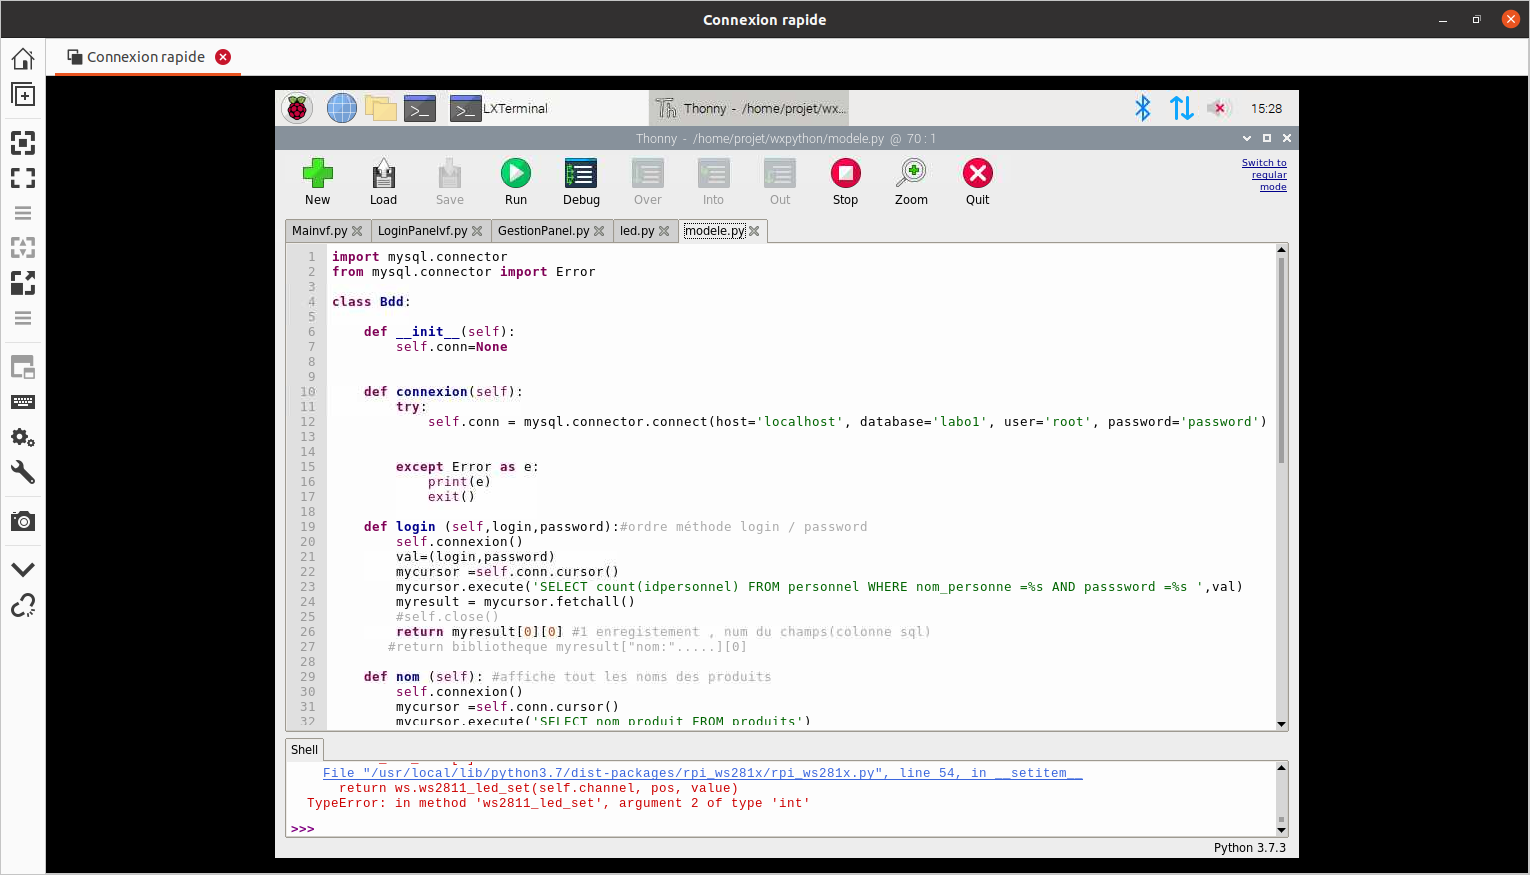 Connexion rapide
Connexion rapide
LXTerminal
Thonny - /home/projet/wx...
15:28
Thonny - /home/projet/wxpython/modele.py @ 70 : 1
New
Load
Save
Run
Debug
Over
Into
Out
Stop
Zoom
Quit
Switch to
regular
mode
Mainvf.py
LoginPanelvf.py
GestionPanel.py
led.py
modele.py
1 import mysql.connector
2 from mysql.connector import Error
3
4 class Bdd:
5
6 def __init__(self):
7 self.conn=None
8
9
10 def connexion(self):
11 try:
12 self.conn = mysql.connector.connect(host='localhost', database='labo1', user='root', password='password')
13
14
15 except Error as e:
16 print(e)
17 exit()
18
19 def login (self,login,password):#ordre méthode login / password
20 self.connexion()
21 val=(login,password)
22 mycursor =self.conn.cursor()
23 mycursor.execute('SELECT count(idpersonnel) FROM personnel WHERE nom_personne =%s AND passsword =%s ',val)
24 myresult = mycursor.fetchall()
25 #self.close()
26 return myresult[0][0] #1 enregistement , num du champs(colonne sql)
27 #return bibliotheque myresult["nom:".....][0]
28
29 def nom (self): #affiche tout les noms des produits
30 self.connexion()
31 mycursor =self.conn.cursor()
32 mycursor.execute('SELECT nom_produit FROM produits')
Shell
File "/usr/local/lib/python3.7/dist-packages/rpi_ws281x/rpi_ws281x.py", line 54, in __setitem__
return ws.ws2811_led_set(self.channel, pos, value)
TypeError: in method 'ws2811_led_set', argument 2 of type 'int'
>>>
Python 3.7.3